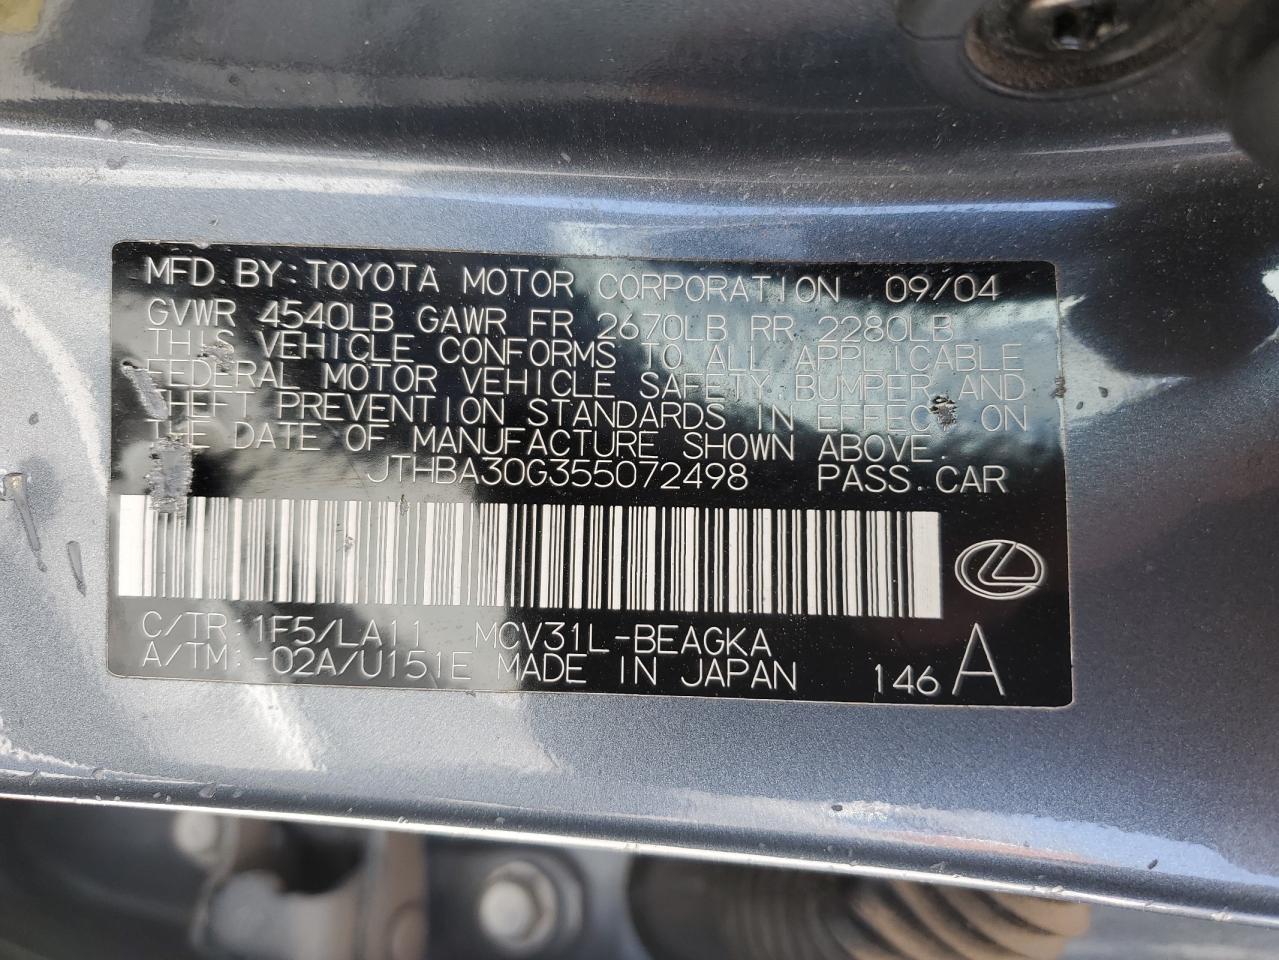 MFD. BY: TOYOTA MOTOR CORPORATION 09/04
GVWR 4540LB GAWR FR 2670LB RR 2280LB
THIS VEHICLE CONFORMS TO ALL APPLICABLE
FEDERAL MOTOR VEHICLE SAFETY, BUMPER AND
THEFT PREVENTION STANDARDS IN EFFECT ON
THE DATE OF MANUFACTURE SHOWN ABOVE.
JTHBA30G355072498 PASS. CAR
C/TR: 1F5/LA11 MCV31L-BEAGKA
A/TM: -02A/U151E MADE IN JAPAN 146 A